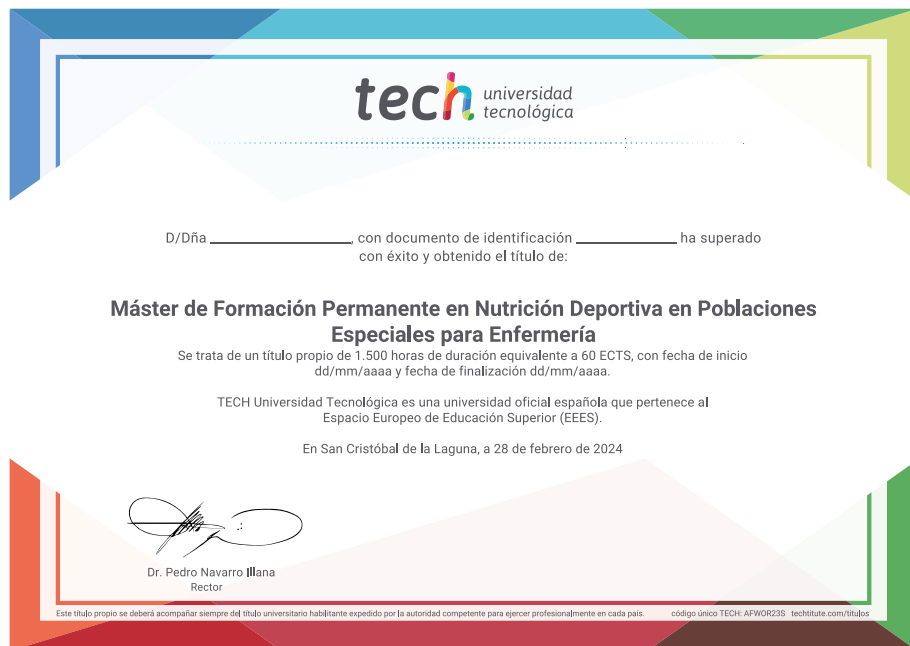 tech universidad
tecnológica
D/Dña ________________, con documento de identificación ____________ ha superado
con éxito y obtenido el título de:
Máster de Formación Permanente en Nutrición Deportiva en Poblaciones
Especiales para Enfermería
Se trata de un título propio de 1.500 horas de duración equivalente a 60 ECTS, con fecha de inicio
dd/mm/aaaa y fecha de finalización dd/mm/aaaa.
TECH Universidad Tecnológica es una universidad oficial española que pertenece al
Espacio Europeo de Educación Superior (EEES).
En San Cristóbal de la Laguna, a 28 de febrero de 2024
Dr. Pedro Navarro Illana
Rector
Este título propio se deberá acompañar siempre del título universitario habilitante expedido por la autoridad competente para ejercer profesionalmente en cada país. código único TECH: AFWOR23S techtitute.com/titulos